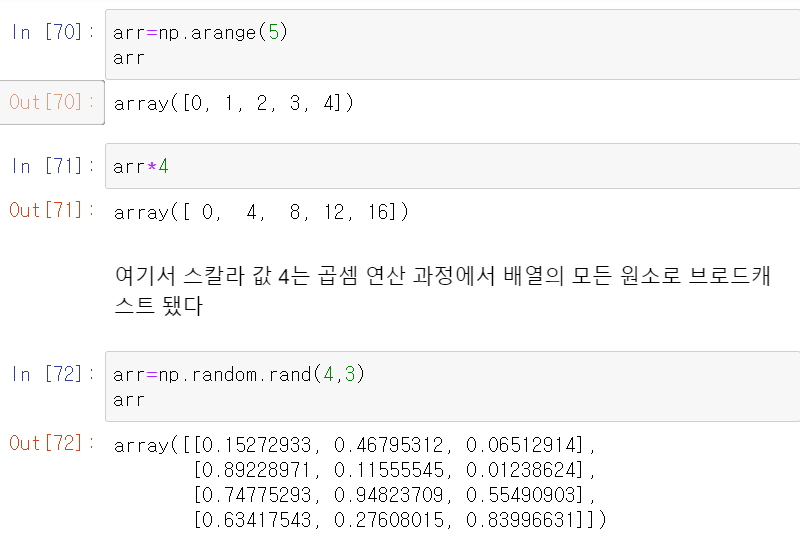 In [70]: arr=np.arange(5)
arr
Out[70]: array([0, 1, 2, 3, 4])
In [71]: arr*4
Out[71]: array([ 0,  4,  8, 12, 16])
여기서 스칼라 값 4는 곱셈 연산 과정에서 배열의 모든 원소로 브로드캐
스트 됐다
In [72]: arr=np.random.rand(4,3)
arr
Out[72]: array([[0.15272933, 0.46795312, 0.06512914],
[0.89228971, 0.11555445, 0.01238624],
[0.74775293, 0.94823709, 0.55490903],
[0.63417543, 0.27608015, 0.83996631]])